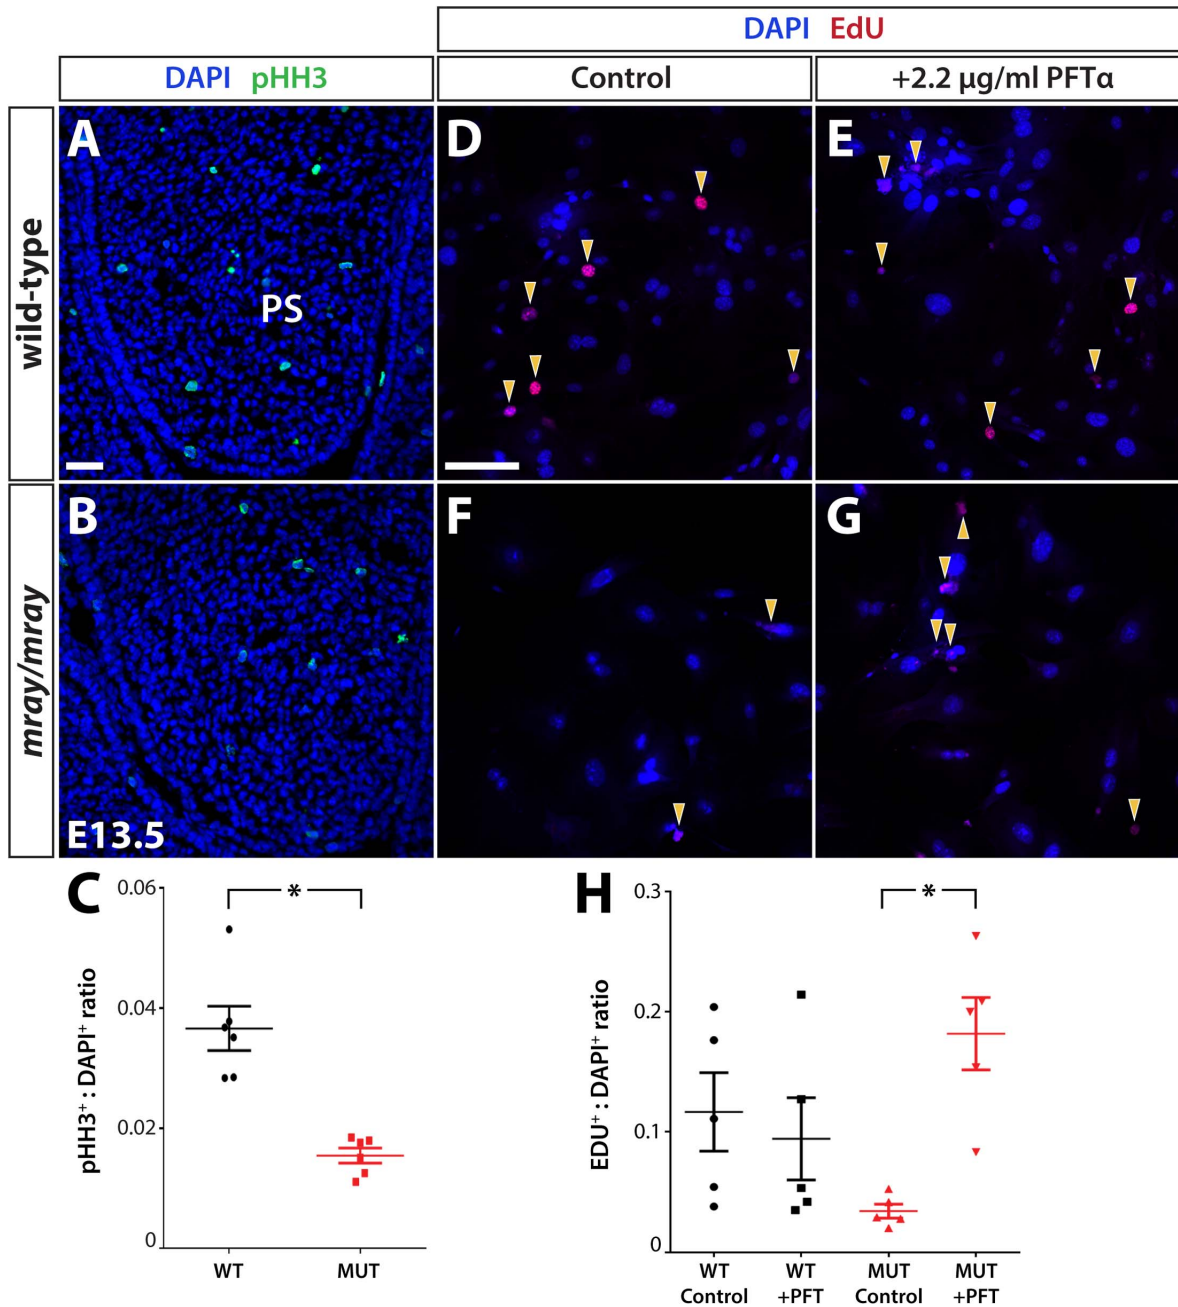 DAPI EdU
DAPI pHH3
Control
+2.2 µg/ml PFTα
wild-type
A
PS
D
E
mray/mray
B
E13.5
F
G
C
0.06
0.04
0.02
0
pHH3⁺ : DAPI⁺ ratio
*
WT
MUT
H
0.3
0.2
0.1
0
EDU⁺ : DAPI⁺ ratio
*
WT Control
WT +PFT
MUT Control
MUT +PFT